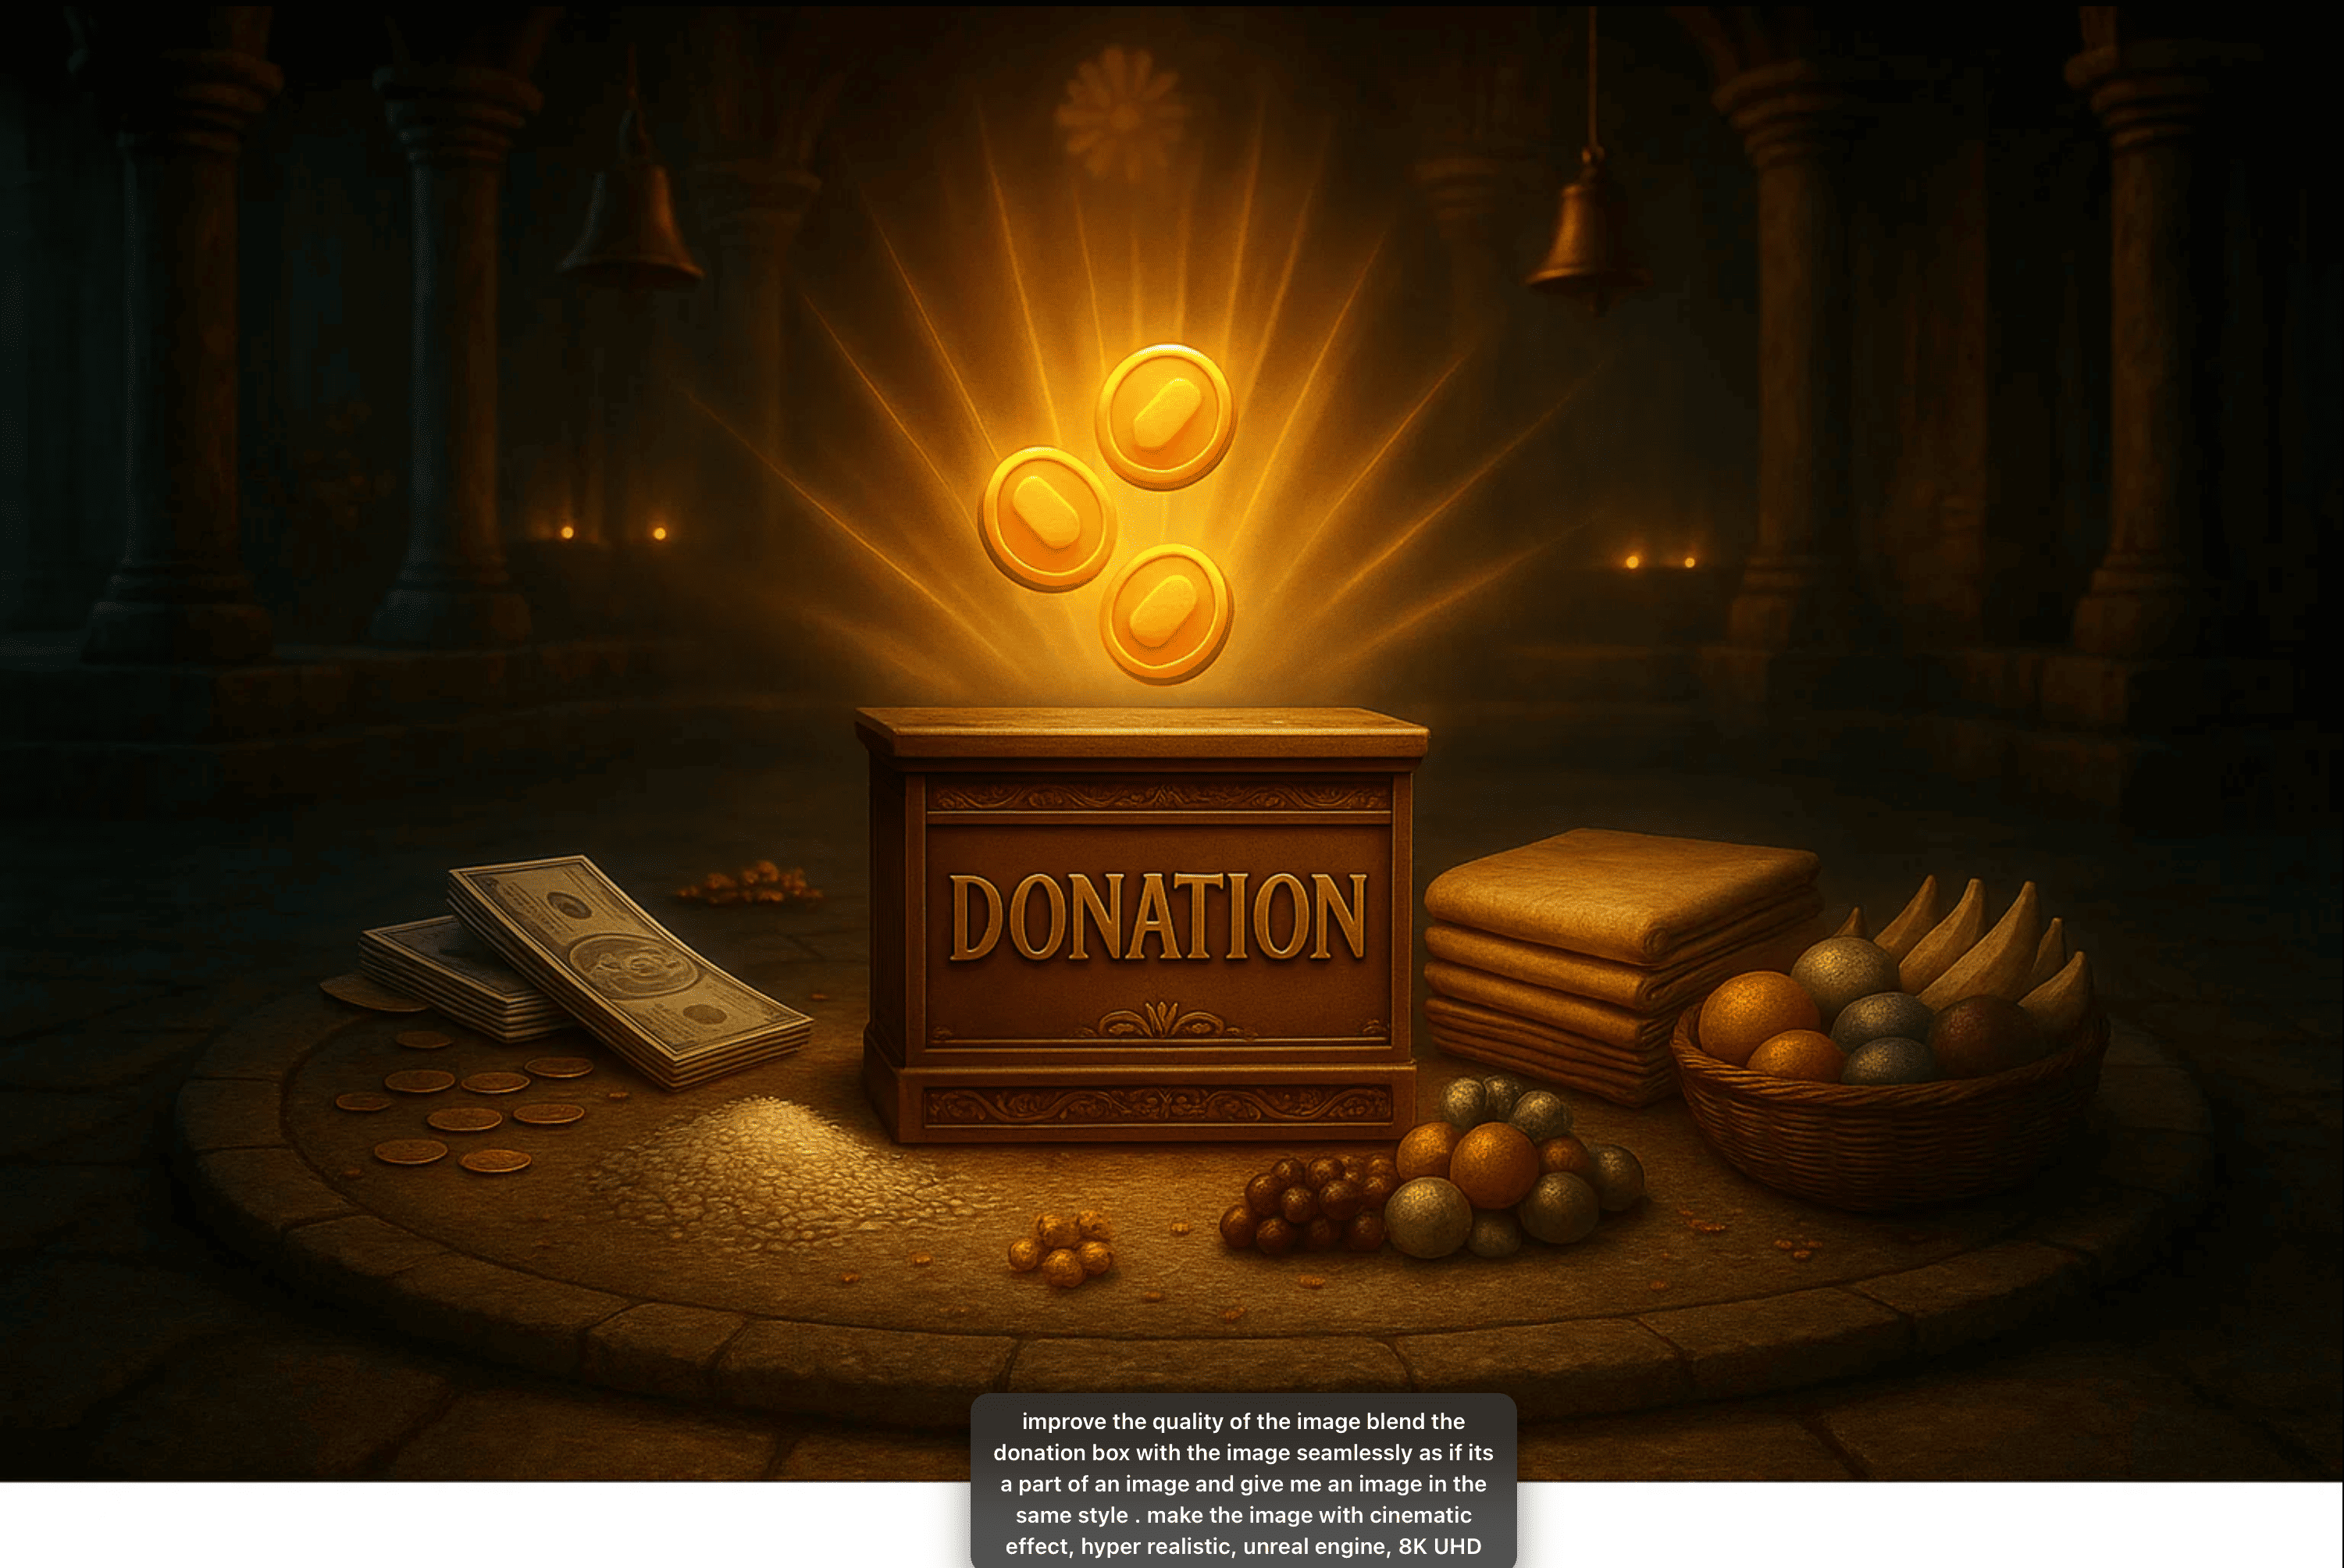 DONATION
improve the quality of the image blend the
donation box with the image seamlessly as if its
a part of an image and give me an image in the
same style . make the image with cinematic
effect, hyper realistic, unreal engine, 8K UHD